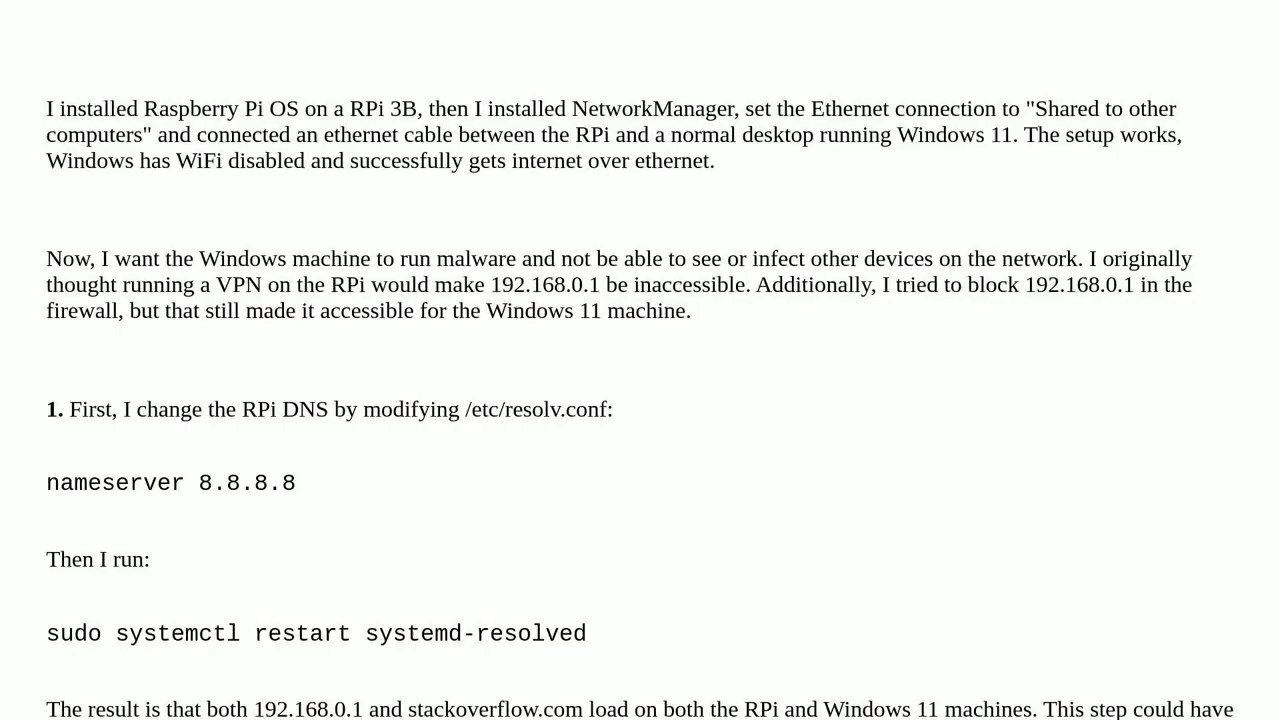 I installed Raspberry Pi OS on a RPi 3B, then I installed NetworkManager, set the Ethernet connection to "Shared to other
computers" and connected an ethernet cable between the RPi and a normal desktop running Windows 11. The setup works,
Windows has WiFi disabled and successfully gets internet over ethernet.
Now, I want the Windows machine to run malware and not be able to see or infect other devices on the network. I originally
thought running a VPN on the RPi would make 192.168.0.1 be inaccessible. Additionally, I tried to block 192.168.0.1 in the
firewall, but that still made it accessible for the Windows 11 machine.
1. First, I change the RPi DNS by modifying /etc/resolv.conf:
nameserver 8.8.8.8
Then I run:
sudo systemctl restart systemd-resolved
The result is that both 192.168.0.1 and stackoverflow.com load on both the RPi and Windows 11 machines. This step could have